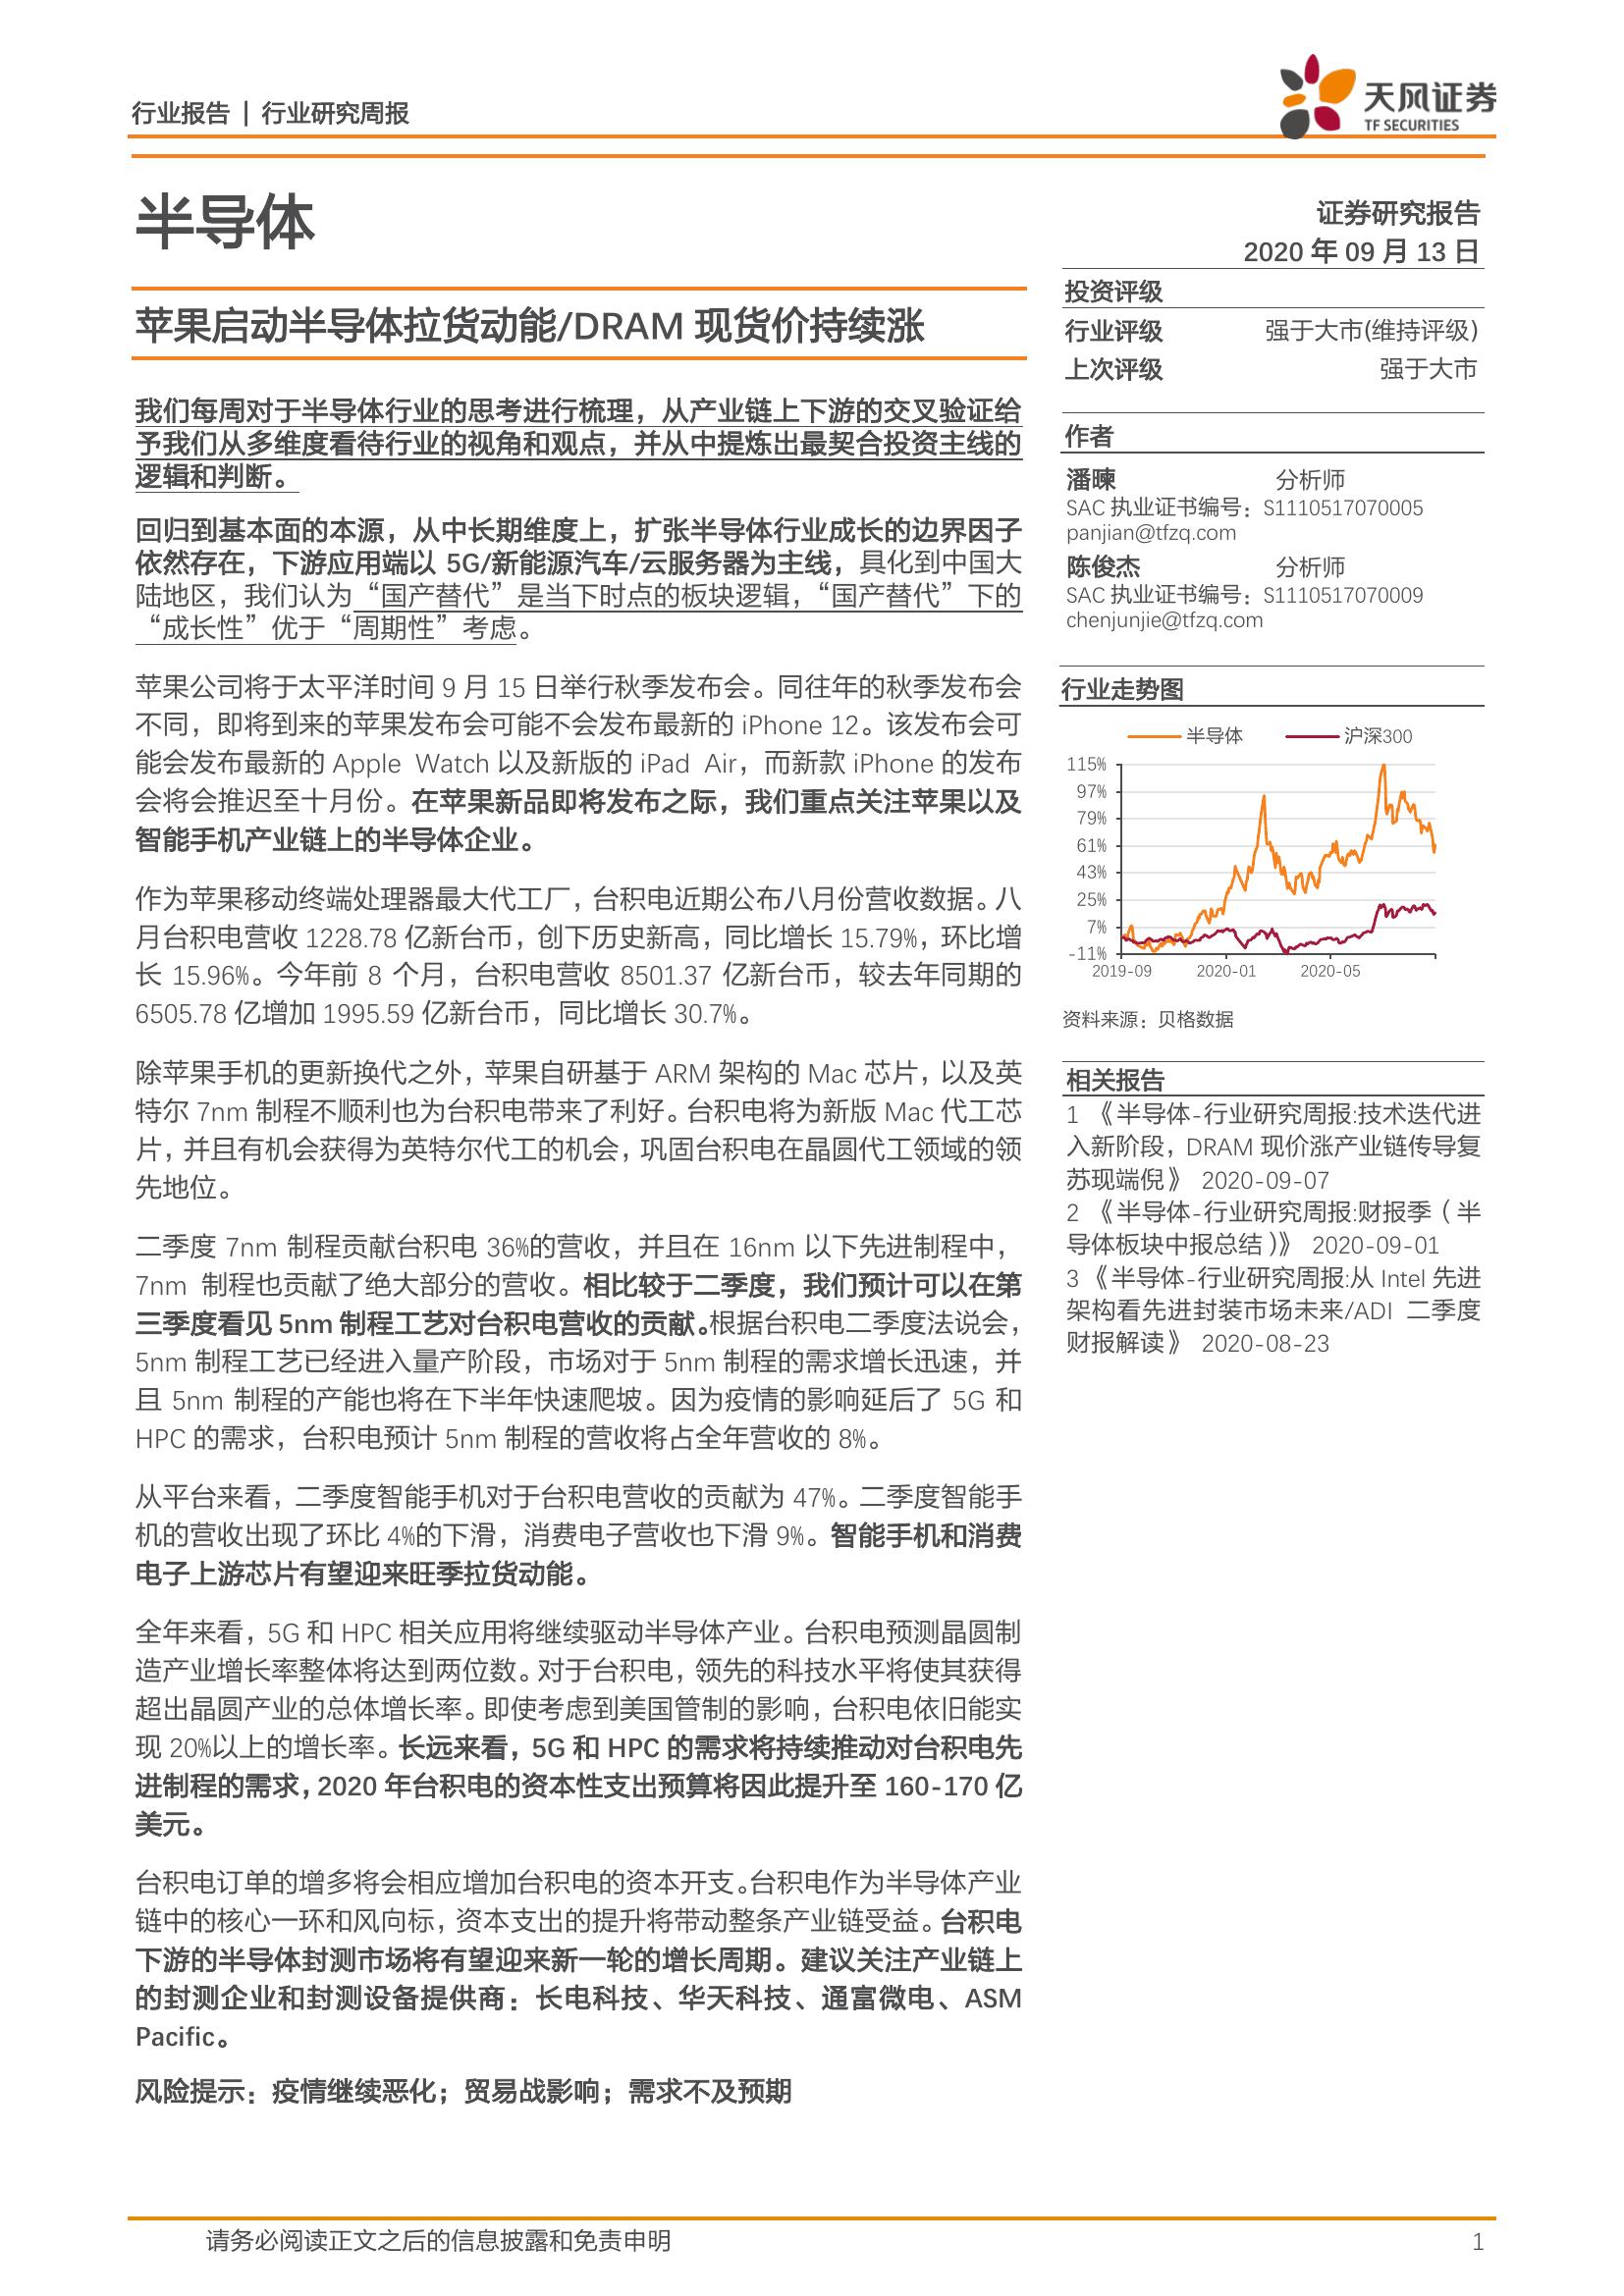 行业报告 | 行业研究周报
天风证券
TF SECURITIES
半导体
证券研究报告
2020 年 09 月 13 日
苹果启动半导体拉货动能/DRAM 现货价持续涨
我们每周对于半导体行业的思考进行梳理，从产业链上下游的交叉验证给
予我们从多维度看待行业的视角和观点，并从中提炼出最契合投资主线的
逻辑和判断。
回归到基本面的本源，从中长期维度上，扩张半导体行业成长的边界因子
依然存在，下游应用端以 5G/新能源汽车/云服务器为主线，具化到中国大
陆地区，我们认为“国产替代”是当下时点的板块逻辑，“国产替代”下的
“成长性”优于“周期性”考虑。
苹果公司将于太平洋时间 9 月 15 日举行秋季发布会。同往年的秋季发布会
不同，即将到来的苹果发布会可能不会发布最新的 iPhone 12。该发布会可
能会发布最新的 Apple Watch 以及新版的 iPad Air，而新款 iPhone 的发布
会将会推迟至十月份。在苹果新品即将发布之际，我们重点关注苹果以及
智能手机产业链上的半导体企业。
作为苹果移动终端处理器最大代工厂，台积电近期公布八月份营收数据。八
月台积电营收 1228.78 亿新台币，创下历史新高，同比增长 15.79%，环比增
长 15.96%。今年前 8 个月，台积电营收 8501.37 亿新台币，较去年同期的
6505.78 亿增加 1995.59 亿新台币，同比增长 30.7%。
除苹果手机的更新换代之外，苹果自研基于 ARM 架构的 Mac 芯片，以及英
特尔 7nm 制程不顺利也为台积电带来了利好。台积电将为新版 Mac 代工芯
片，并且有机会获得为英特尔代工的机会，巩固台积电在晶圆代工领域的领
先地位。
二季度 7nm 制程贡献台积电 36%的营收，并且在 16nm 以下先进制程中，
7nm 制程也贡献了绝大部分的营收。相比较于二季度，我们预计可以在第
三季度看见 5nm 制程工艺对台积电营收的贡献。根据台积电二季度法说会，
5nm 制程工艺已经进入量产阶段，市场对于 5nm 制程的需求增长迅速，并
且 5nm 制程的产能也将在下半年快速爬坡。因为疫情的影响延后了 5G 和
HPC 的需求，台积电预计 5nm 制程的营收将占全年营收的 8%。
从平台来看，二季度智能手机对于台积电营收的贡献为 47%。二季度智能手
机的营收出现了环比 4%的下滑，消费电子营收也下滑 9%。智能手机和消费
电子上游芯片有望迎来旺季拉货动能。
全年来看，5G 和 HPC 相关应用将继续驱动半导体产业。台积电预测晶圆制
造产业增长率整体将达到两位数。对于台积电，领先的科技水平将使其获得
超出晶圆产业的总体增长率。即使考虑到美国管制的影响，台积电依旧能实
现 20%以上的增长率。长远来看，5G 和 HPC 的需求将持续推动对台积电先
进制程的需求，2020 年台积电的资本性支出预算将因此提升至 160-170 亿
美元。
台积电订单的增多将会相应增加台积电的资本开支。台积电作为半导体产业
链中的核心一环和风向标，资本支出的提升将带动整条产业链受益。台积电
下游的半导体封测市场将有望迎来新一轮的增长周期。建议关注产业链上
的封测企业和封测设备提供商：长电科技、华天科技、通富微电、ASM
Pacific。
风险提示：疫情继续恶化；贸易战影响；需求不及预期
投资评级
行业评级 强于大市(维持评级)
上次评级 强于大市
作者
潘暕 分析师
SAC 执业证书编号：S1110517070005
panjian@tfzq.com
陈俊杰 分析师
SAC 执业证书编号：S1110517070009
chenjunjie@tfzq.com
行业走势图
半导体 沪深300
115%
97%
79%
61%
43%
25%
7%
-11%
2019-09 2020-01 2020-05
资料来源：贝格数据
相关报告
1 《半导体-行业研究周报:技术迭代进
入新阶段，DRAM 现价涨产业链传导复
苏现端倪》 2020-09-07
2 《半导体-行业研究周报:财报季（半
导体板块中报总结）》 2020-09-01
3 《半导体-行业研究周报:从 Intel 先进
架构看先进封装市场未来/ADI 二季度
财报解读》 2020-08-23
请务必阅读正文之后的信息披露和免责申明 1